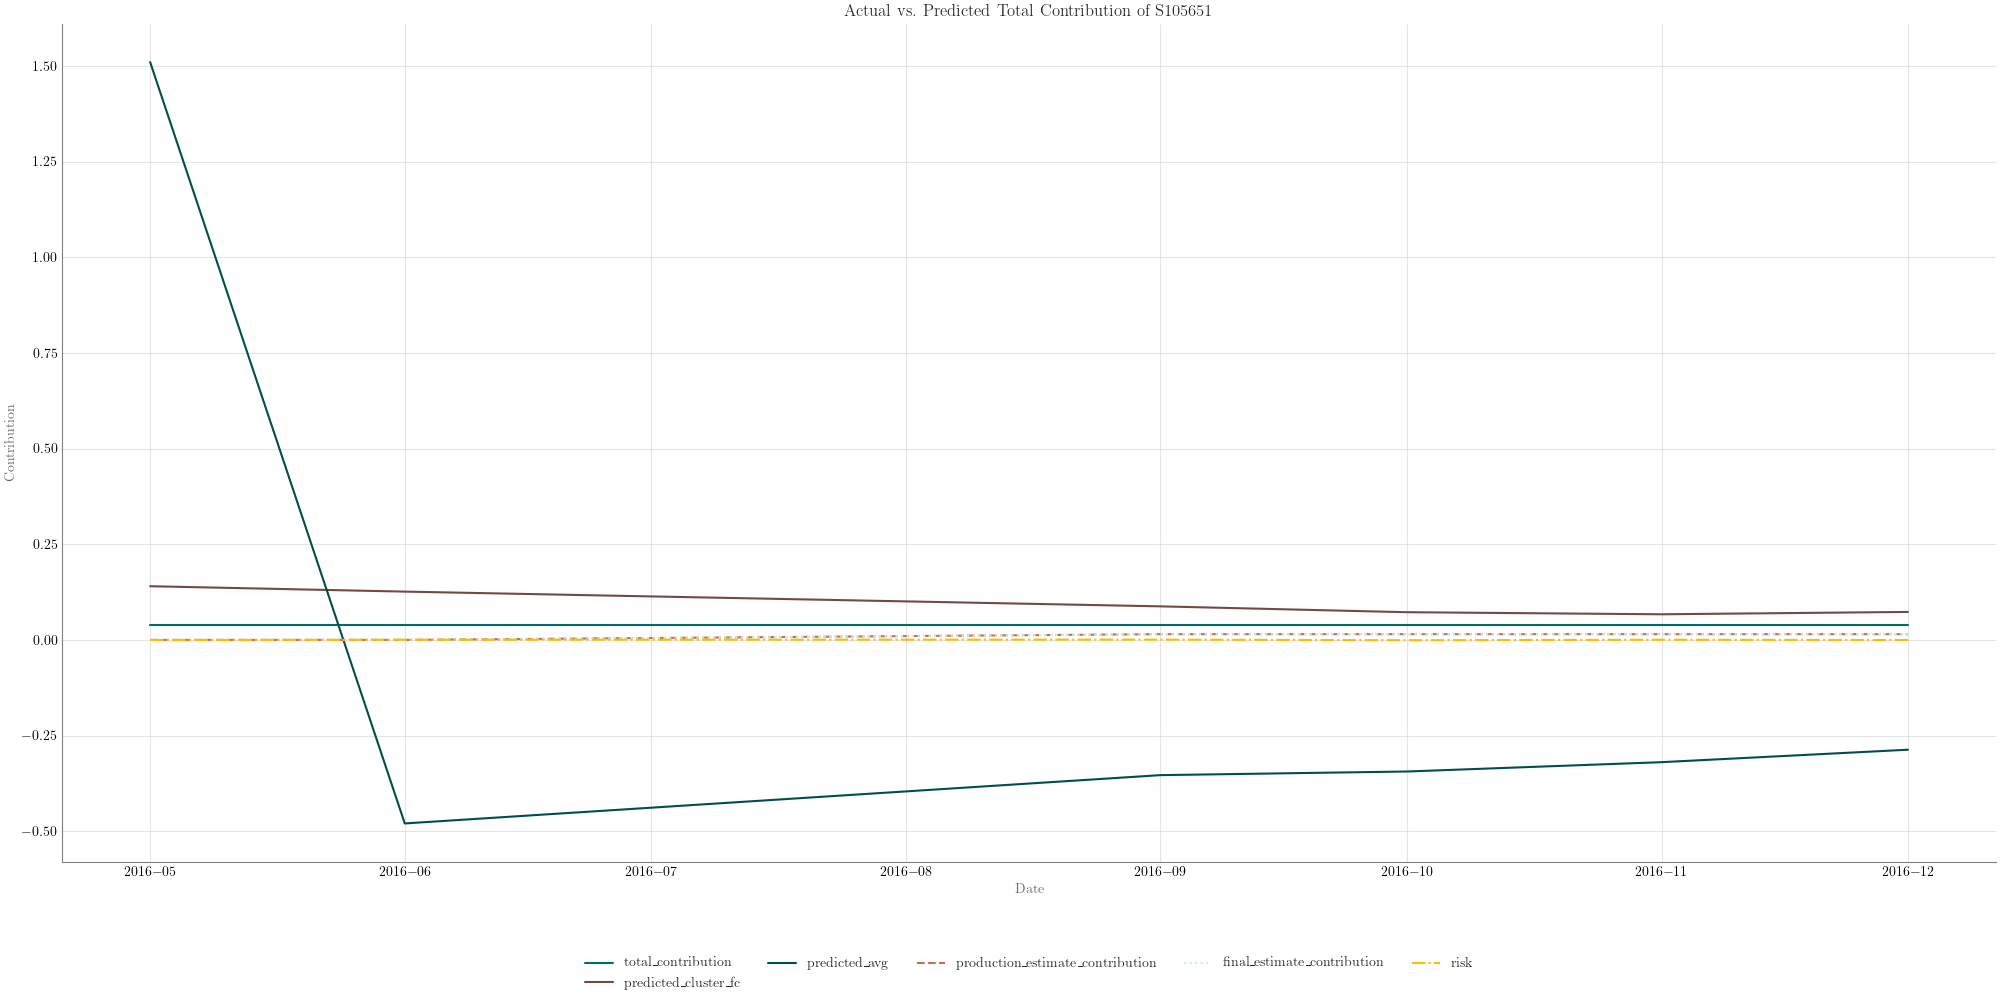 Actual vs. Predicted Total Contribution of S105651
1.50
1.25
1.00
0.75
0.50
0.25
0.00
−0.25
−0.50
Contribution
2016−05 2016−06 2016−07 2016−08 2016−09 2016−10 2016−11 2016−12
Date
total_contribution predicted_avg production_estimate_contribution final_estimate_contribution risk
predicted_cluster_fc